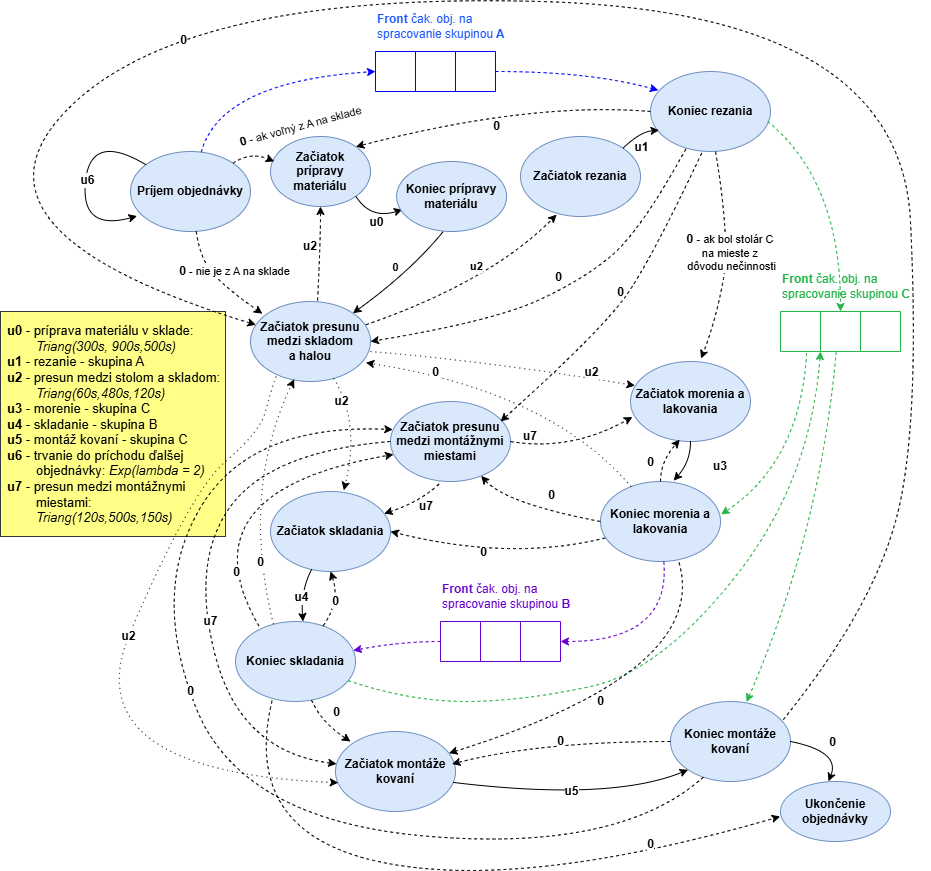 Front čak. obj. na
spracovanie skupinou A
0
0 - ak voľný z A na sklade
0
Koniec rezania
u6
Príjem objednávky
Začiatok
prípravy
materiálu
u0
Koniec prípravy
materiálu
Začiatok rezania
u1
0 - nie je z A na sklade
u2
0
u2
0
0
0 - ak bol stolár C
na mieste z
dôvodu nečinnosti
Front čak. obj. na
spracovanie skupinou C
Začiatok presunu
medzi skladom
a halou
u0 - príprava materiálu v sklade:
Triang(300s, 900s,500s)
u1 - rezanie - skupina A
u2 - presun medzi stolom a skladom:
Triang(60s,480s,120s)
u3 - morenie - skupina C
u4 - skladanie - skupina B
u5 - montáž kovaní - skupina C
u6 - trvanie do príchodu ďalšej
objednávky: Exp(lambda = 2)
u7 - presun medzi montážnymi
miestami:
Triang(120s,500s,150s)
0
u2
u2
Začiatok morenia a
lakovania
Začiatok presunu
medzi montážnymi
miestami
u7
0
u3
u7
0
Koniec morenia a
lakovania
Začiatok skladania
0
0
0
u4
0
Front čak. obj. na
spracovanie skupinou B
u7
u2
Koniec skladania
0
0
0
0
Koniec montáže
kovaní
0
Začiatok montáže
kovaní
u5
Ukončenie
objednávky
0